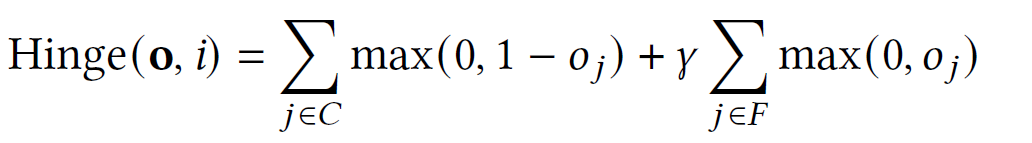 Hinge(o, i) = ∑_{j∈C} max(0, 1 − o_j) + γ ∑_{j∈F} max(0, o_j)